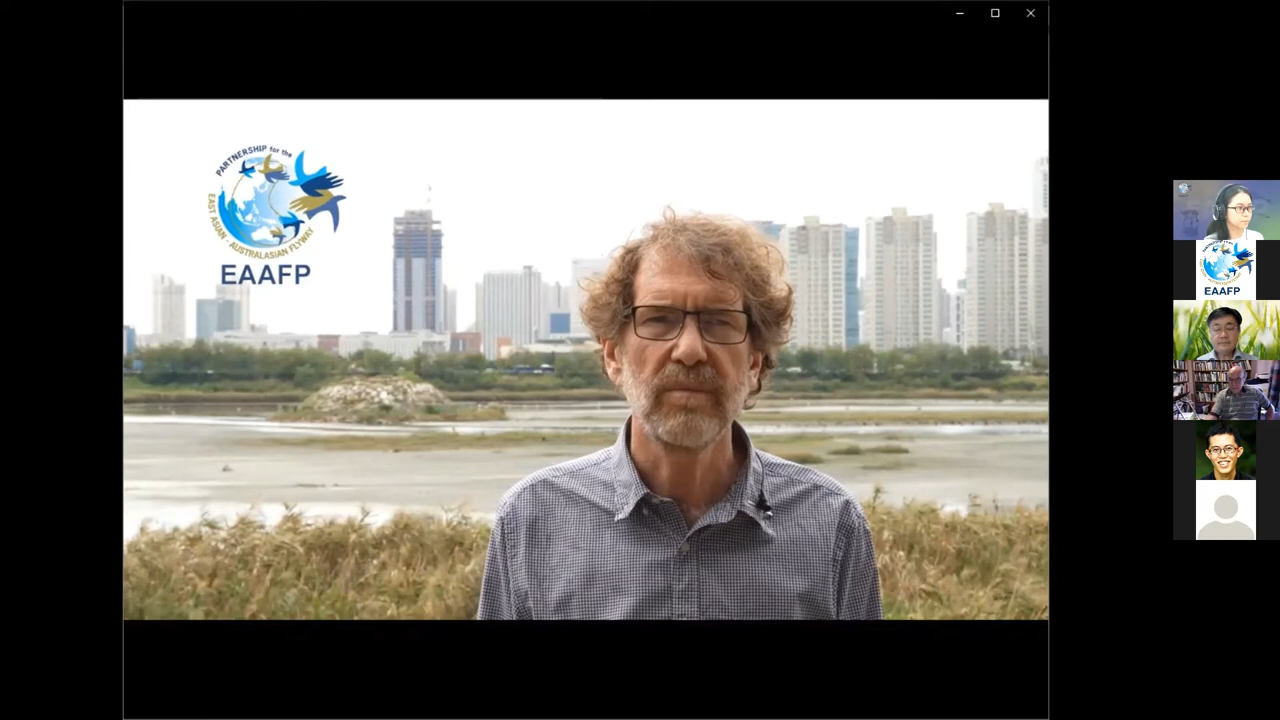 PARTNERSHIP for the
EAST ASIAN - AUSTRALASIAN FLYWAY
EAAFP
EAAFP